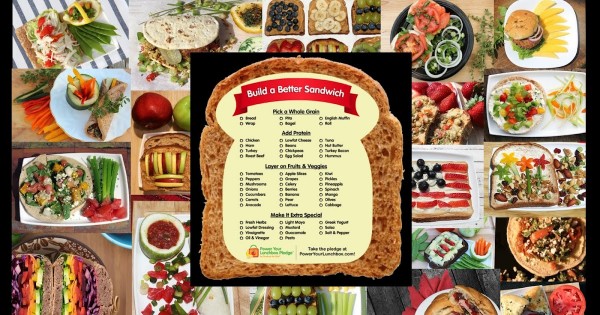 Build a Better Sandwich
Pick a Whole Grain
Bread Pita English Muffin
Wrap Bagel Roll
Add Protein
Chicken Lowfat Cheese Tuna
Ham Beans Nut Butter
Turkey Chickpeas Turkey Bacon
Roast Beef Egg Salad Hummus
Layer on Fruits & Veggies
Tomatoes Apple Slices Kiwi
Peppers Grapes Pickles
Mushrooms Celery Pineapple
Onions Berries Spinach
Cucumbers Banana Mango
Carrots Pear Olives
Avocado Lettuce Cabbage
Make it Extra Special
Fresh Herbs Light Mayo Greek Yogurt
Lowfat Dressing Mustard Salsa
Vinaigrette Guacamole Salt & Pepper
Oil & Vinegar Pesto
Power Your
Lunchbox Pledge
Take the pledge at
PowerYourLunchbox.com!